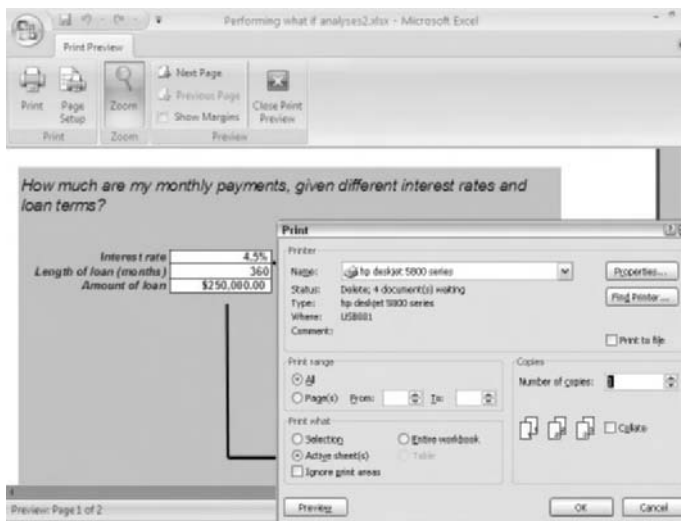 Performing what if analyses2.xlsx - Microsoft Excel
Print Preview
Print
Page Setup
Zoom
Next Page
Previous Page
Show Margins
Close Print Preview
Print
Zoom
Preview
How much are my monthly payments, given different interest rates and
loan terms?
Interest rate 4.5%
Length of loan (months) 360
Amount of loan $250,000.00
Print
Printer
Name: hp deskjet 5800 series
Properties...
Status: Delete; 4 document(s) waiting
Find Printer...
Type: hp deskjet 5800 series
Where: USB001
Comment:
Print to file
Print range
All
Page(s) From: To:
Copies
Number of copies: 1
Collate
Print what
Selection
Entire workbook
Active sheet(s)
Table
Ignore print areas
Preview
OK
Cancel
Preview: Page 1 of 2